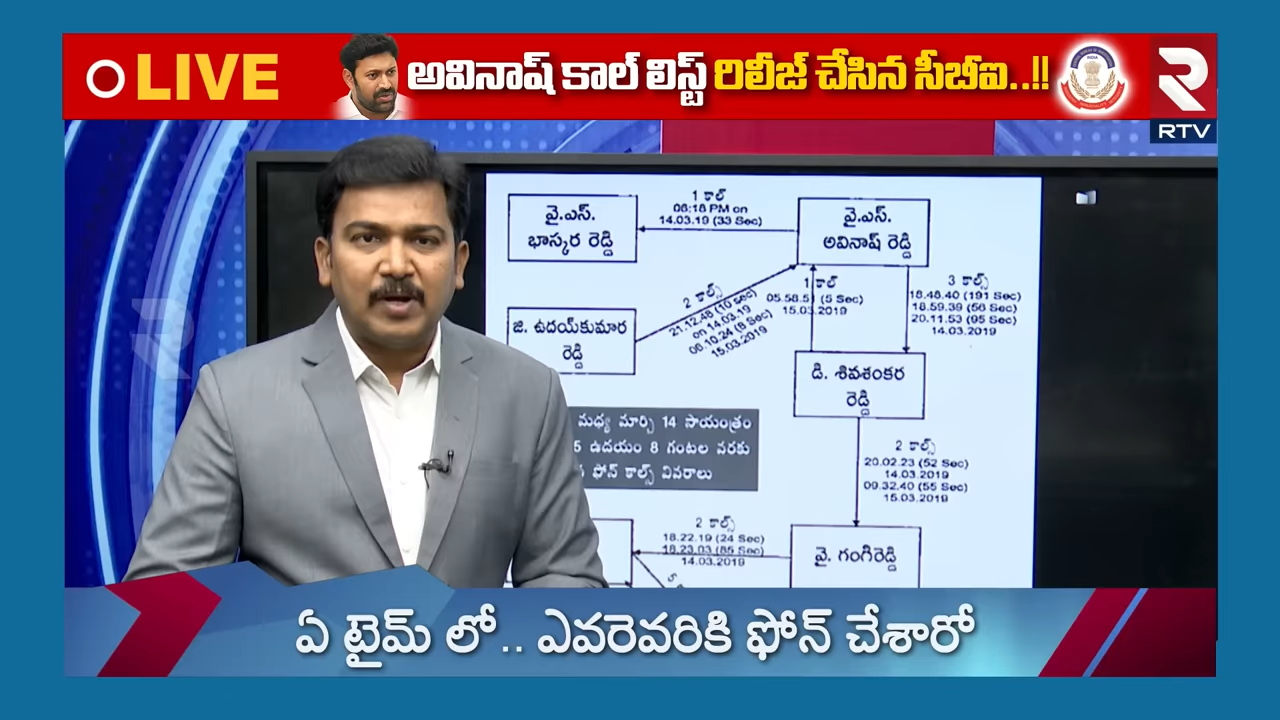 LIVE
అవినాష్ కాల్ లిస్ట్ రిలీజ్ చేసిన సీబీఐ..!!
R
RTV
వై.ఎస్.
భాస్కర రెడ్డి
1 కాల్
06:18 PM on
14.03.19 (33 Sec)
వై.ఎస్.
అవినాష్ రెడ్డి
జి. ఉదయ్‌కుమార
రెడ్డి
2 కాల్స్
21.12.48 (10 sec)
on 14.03.19
06.10.24 (8 Sec)
15.03.2019
1 కాల్
05.58.51 (5 Sec)
15.03.2019
3 కాల్స్
18.48.40 (191 Sec)
18.59.39 (56 Sec)
20.11.53 (95 Sec)
14.03.2019
డి. శివశంకర
రెడ్డి
మధ్య మార్చి 14 సాయంత్రం
5 ఉదయం 8 గంటల వరకు
ఫోన్ కాల్స్ వివరాలు
2 కాల్స్
20.02.23 (52 Sec)
14.03.2019
09.32.40 (55 Sec)
15.03.2019
2 కాల్స్
18.22.19 (24 Sec)
18.23.03 (85 Sec)
14.03.2019
వై. గంగిరెడ్డి
ఏ టైమ్ లో.. ఎవరెవరికి ఫోన్ చేశారో